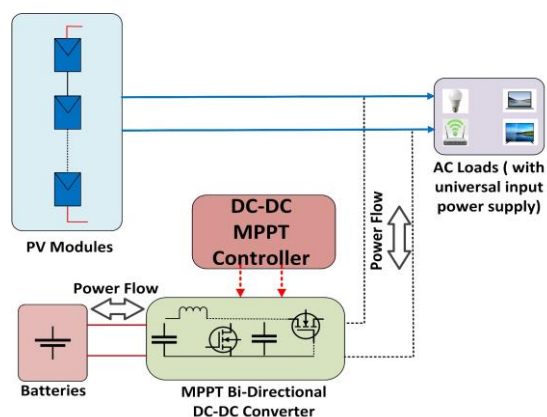 PV Modules
AC Loads ( with
universal input
power supply)
DC-DC
MPPT
Controller
Power Flow
Power Flow
Batteries
MPPT Bi-Directional
DC-DC Converter